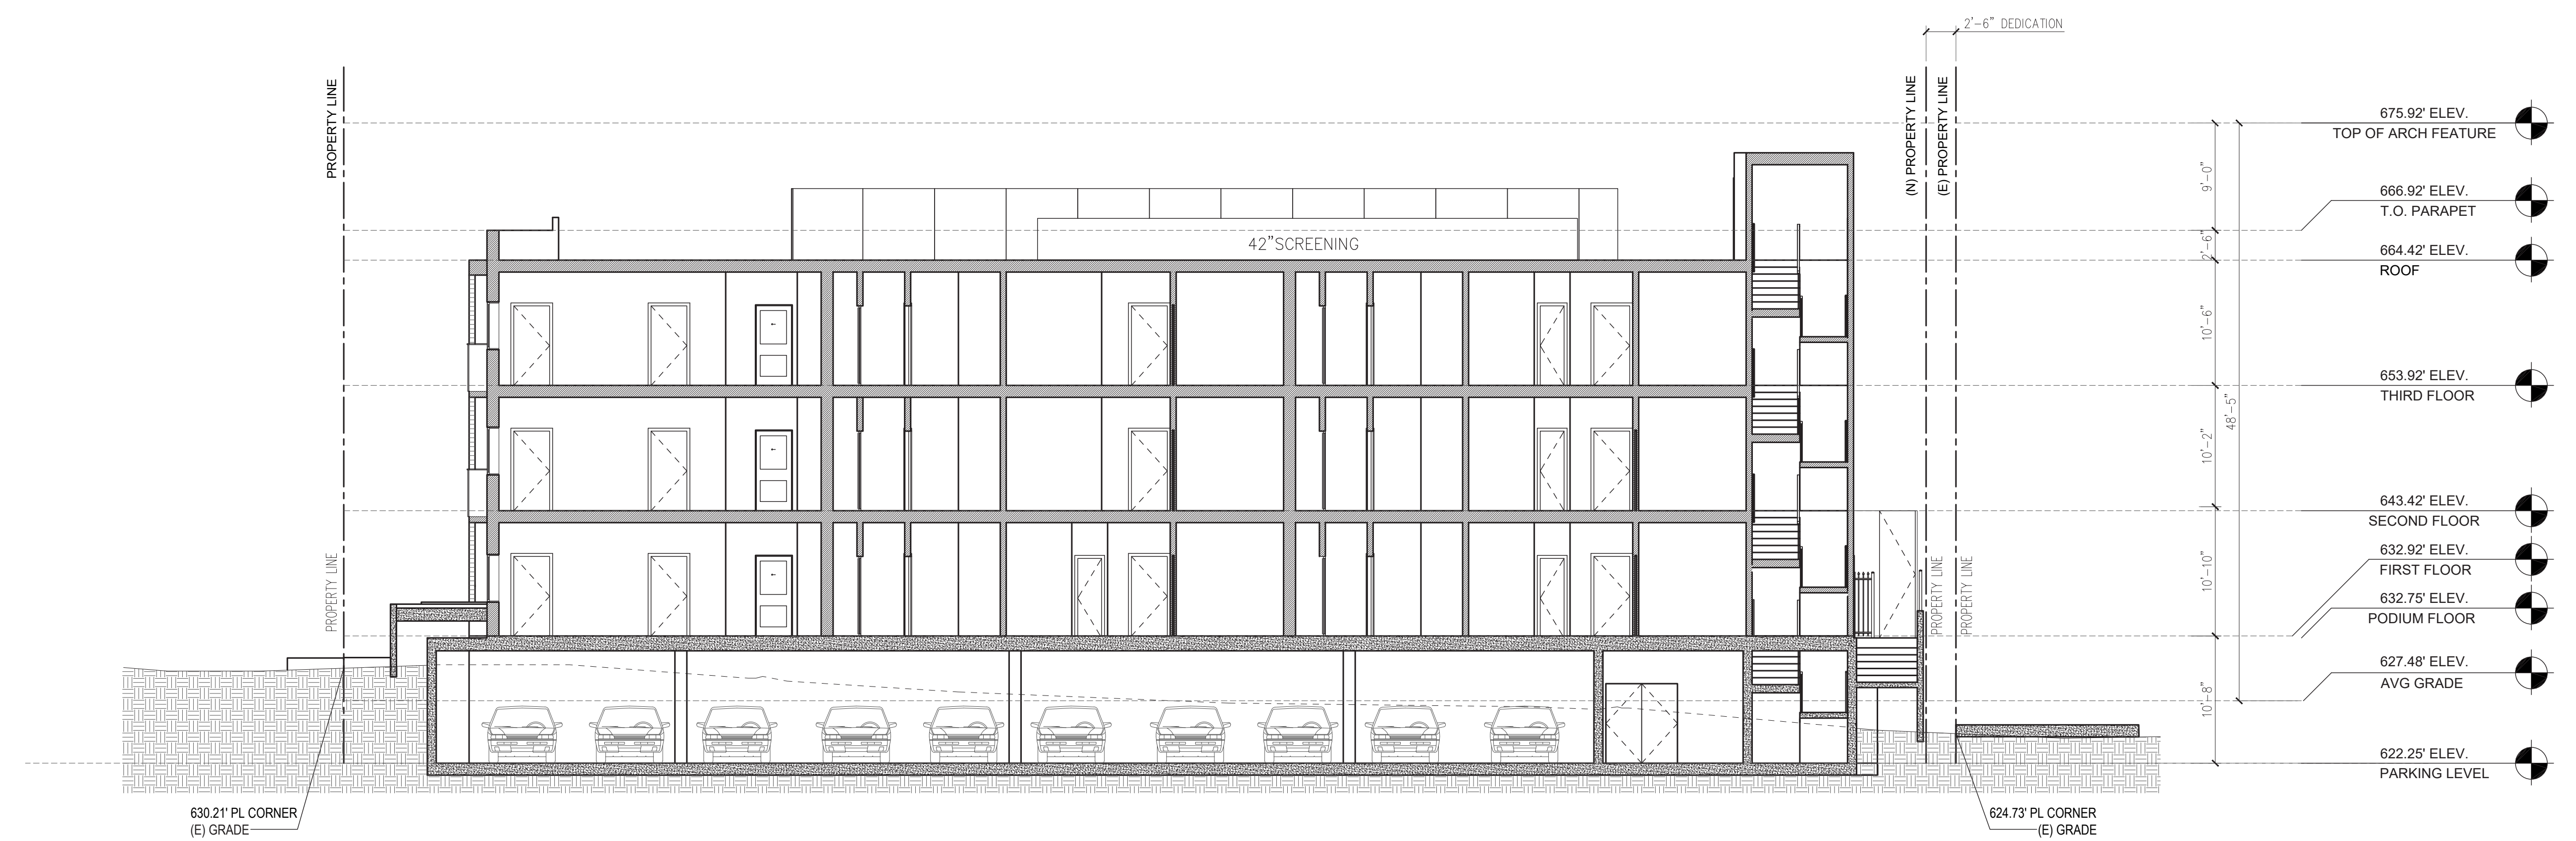 2'-6" DEDICATION
PROPERTY LINE
(N) PROPERTY LINE
(E) PROPERTY LINE
675.92' ELEV.
TOP OF ARCH FEATURE
9'-0"
666.92' ELEV.
T.O. PARAPET
2'-6"
664.42' ELEV.
ROOF
42"SCREENING
10'-6"
653.92' ELEV.
THIRD FLOOR
48'-5"
10'-2"
643.42' ELEV.
SECOND FLOOR
632.92' ELEV.
FIRST FLOOR
10'-10"
PROPERTY LINE
PROPERTY LINE
PROPERTY LINE
632.75' ELEV.
PODIUM FLOOR
627.48' ELEV.
AVG GRADE
10'-8"
622.25' ELEV.
PARKING LEVEL
630.21' PL CORNER
(E) GRADE
624.73' PL CORNER
(E) GRADE